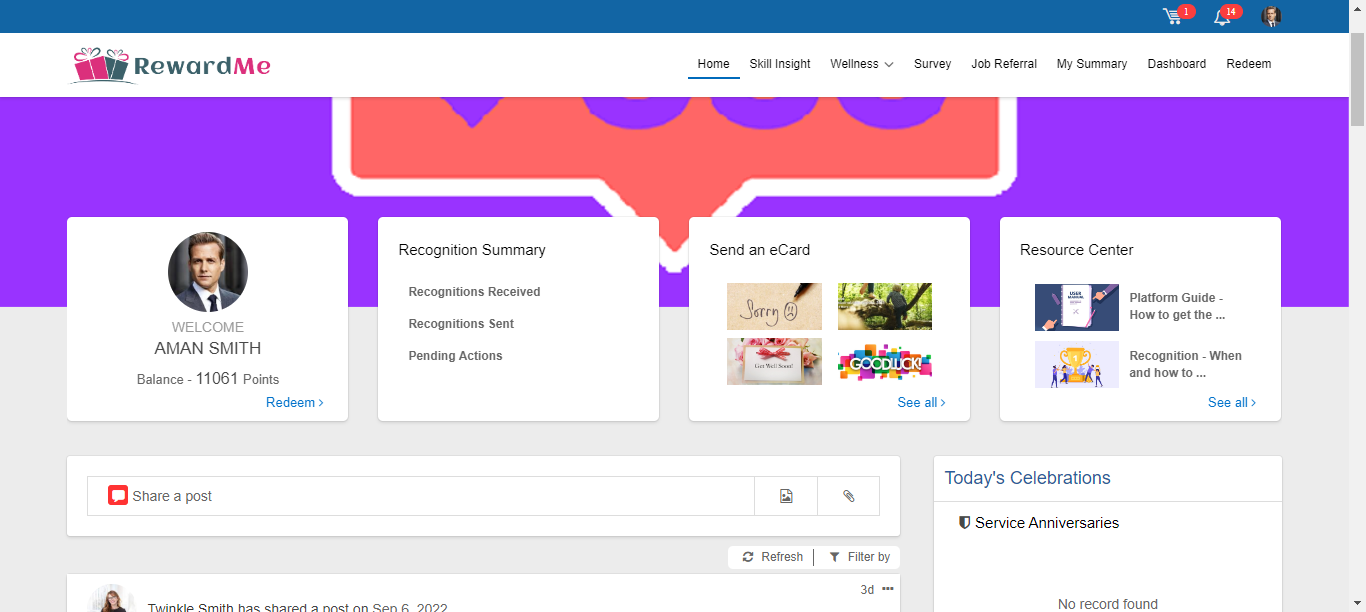 1
14
RewardMe
Home
Skill Insight
Wellness
Survey
Job Referral
My Summary
Dashboard
Redeem
WELCOME
AMAN SMITH
Balance - 11061 Points
Redeem
Recognition Summary
Recognitions Received
Recognitions Sent
Pending Actions
Send an eCard
Sorry
Get Well Soon!
GOODLUCK!
See all
Resource Center
USER
MANUAL
Platform Guide -
How to get the ...
Recognition - When
and how to ...
See all
Share a post
Refresh
Filter by
3d
Twinkle Smith has shared a post on Sep 6, 2022
Today's Celebrations
Service Anniversaries
No record found